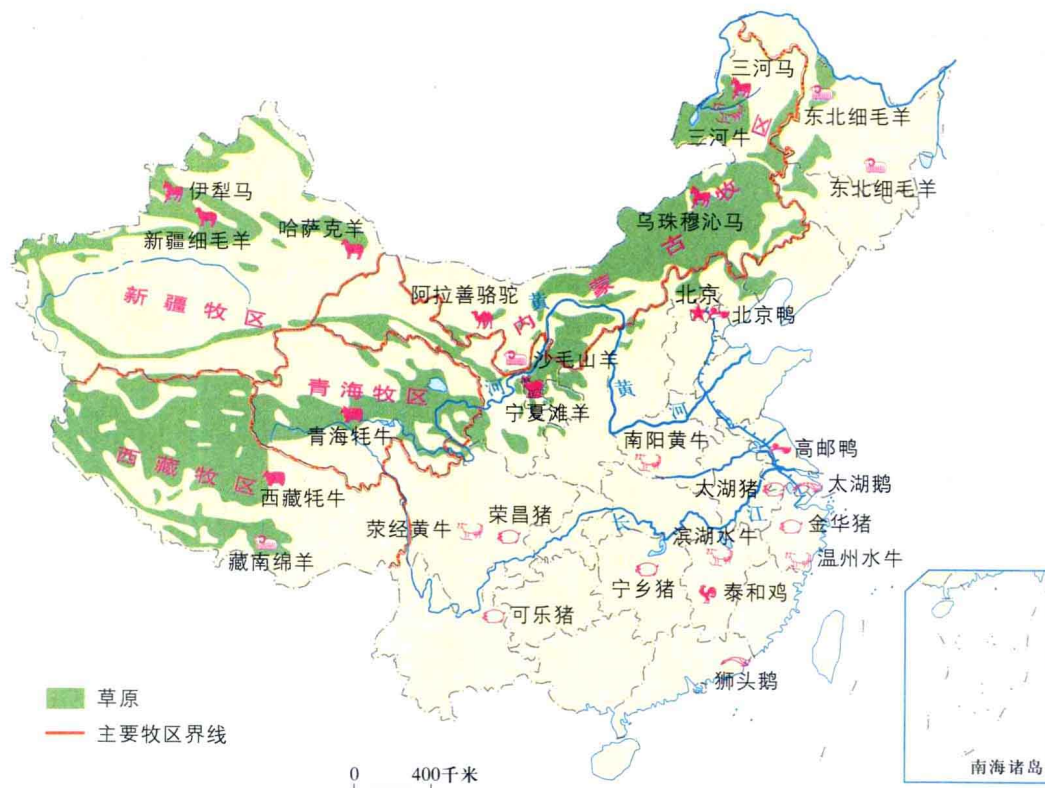 三河马
东北细毛羊
三河牛
区
东北细毛羊
伊犁马
牧
乌珠穆沁马
新疆细毛羊
哈萨克羊
古
蒙
阿拉善骆驼
黄
北京
北京鸭
新疆牧区
内
沙毛山羊
青海牧区
河
宁夏滩羊
黄
河
青海牦牛
南阳黄牛
高邮鸭
西藏牧区
西藏牦牛
太湖猪
太湖鹅
荥经黄牛
荣昌猪
长
江
滨湖水牛
金华猪
藏南绵羊
温州水牛
宁乡猪
泰和鸡
可乐猪
狮头鹅
草原
主要牧区界线
0 400千米
南海诸岛